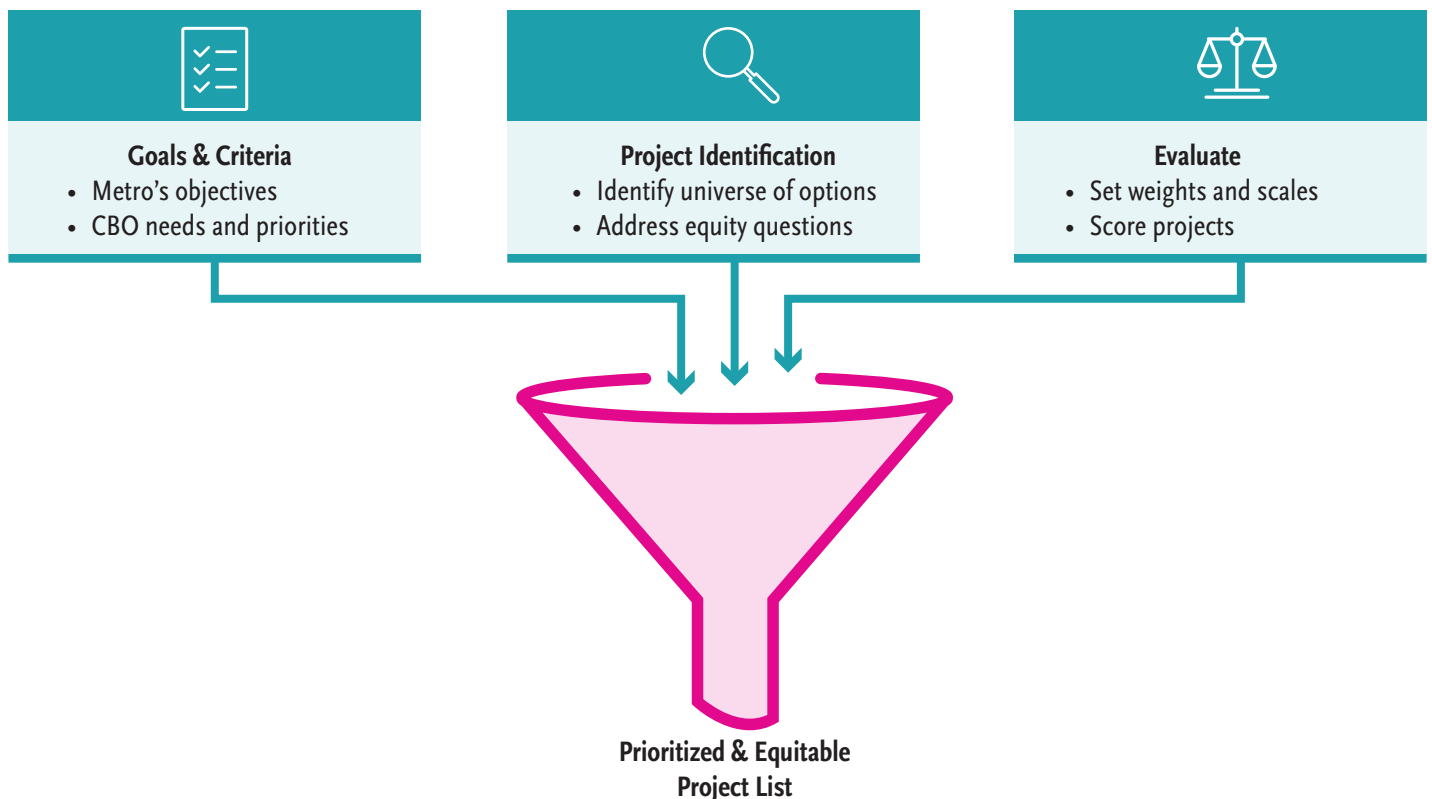 Goals & Criteria
• Metro’s objectives
• CBO needs and priorities
Project Identification
• Identify universe of options
• Address equity questions
Evaluate
• Set weights and scales
• Score projects
Prioritized & Equitable
Project List